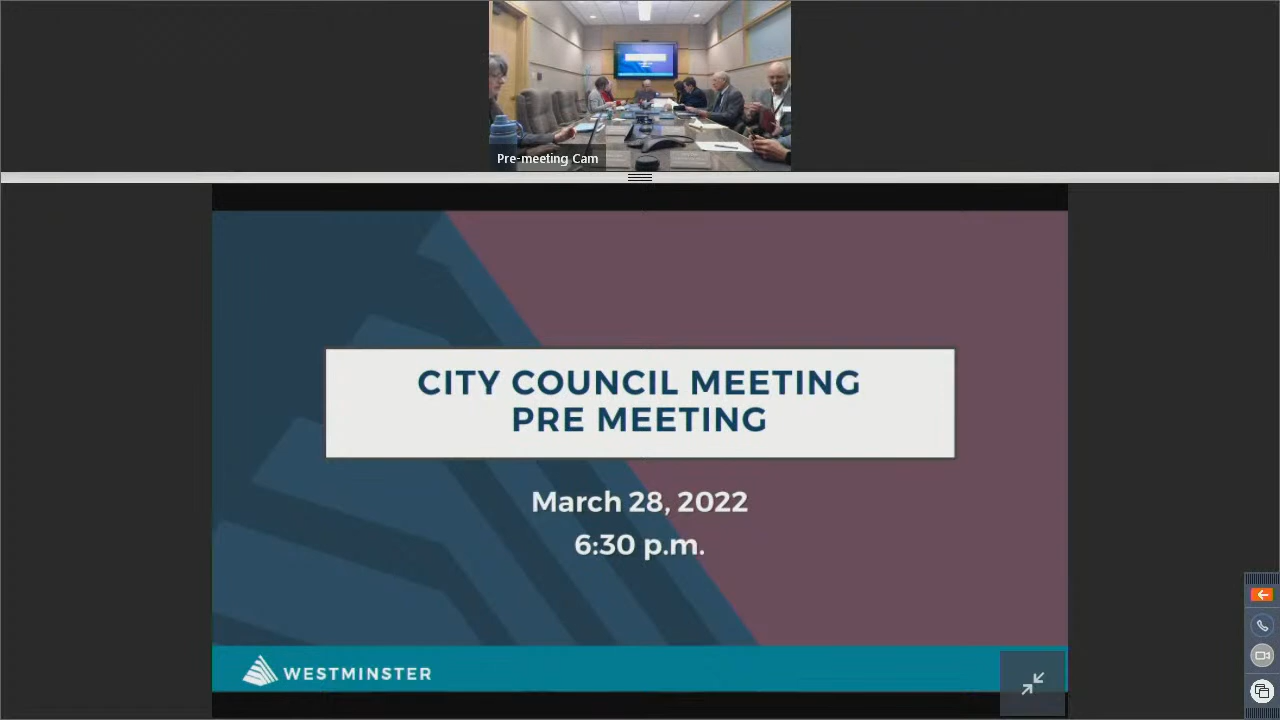 Pre-meeting Cam
CITY COUNCIL MEETING
PRE MEETING
March 28, 2022
6:30 p.m.
WESTMINSTER